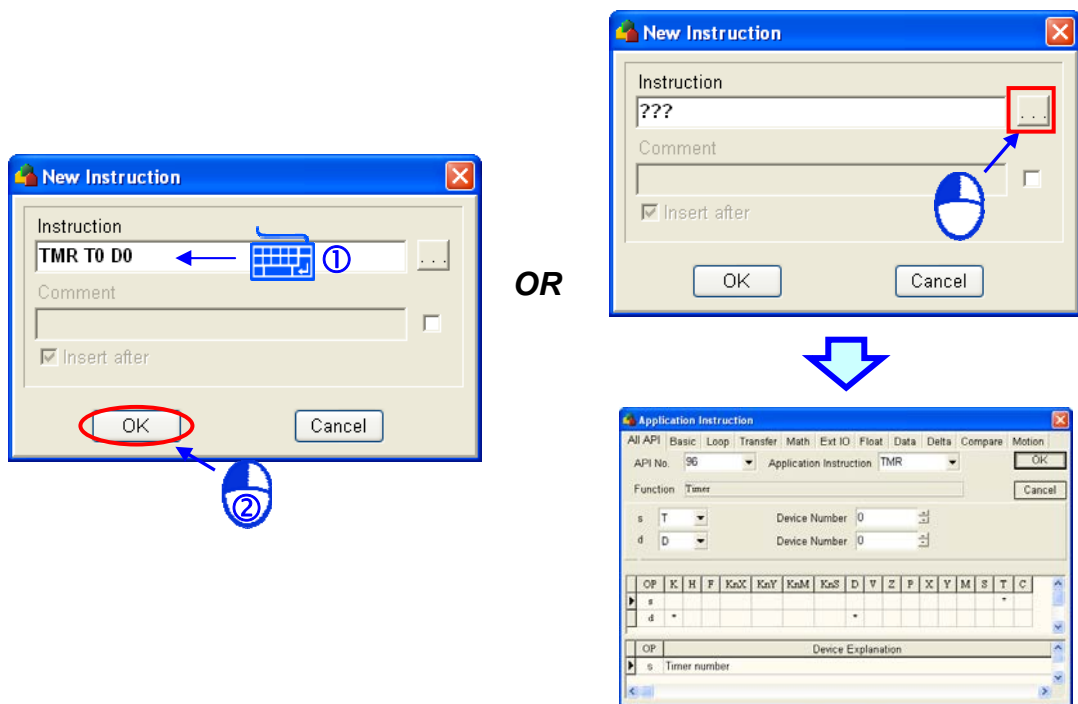 New Instruction
Instruction
TMR T0 D0
①
...
Comment
Insert after
OK
Cancel
②
OR
New Instruction
Instruction
???
...
Comment
Insert after
OK
Cancel
Application Instruction
All API Basic Loop Transfer Math Ext IO Float Data Delta Compare Motion
API No. 96 Application Instruction TMR OK
Function Timer Cancel
s T Device Number 0
d D Device Number 0
OP K H F KnX KnY KnM KnS D V Z P X Y M S T C
s *
d * *
OP Device Explanation
s Timer number